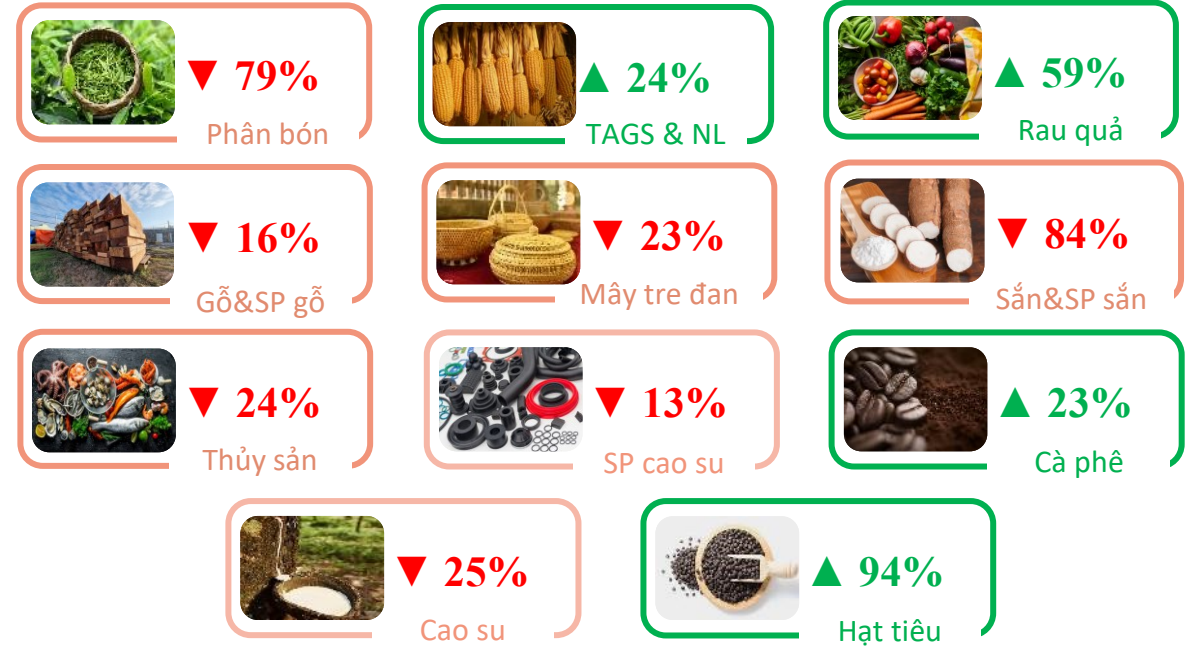 ▼ 79%
Phân bón
▲ 24%
TAGS & NL
▲ 59%
Rau quả
▼ 16%
Gỗ&SP gỗ
▼ 23%
Mây tre đan
▼ 84%
Sắn&SP sắn
▼ 24%
Thủy sản
▼ 13%
SP cao su
▲ 23%
Cà phê
▼ 25%
Cao su
▲ 94%
Hạt tiêu